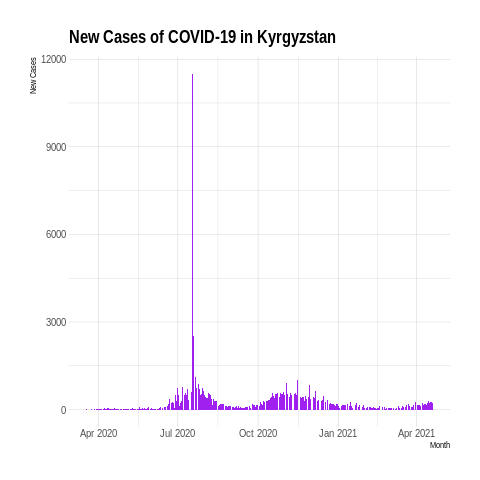 New Cases of COVID-19 in Kyrgyzstan
New Cases
12000
9000
6000
3000
0
Apr 2020 Jul 2020 Oct 2020 Jan 2021 Apr 2021
Month